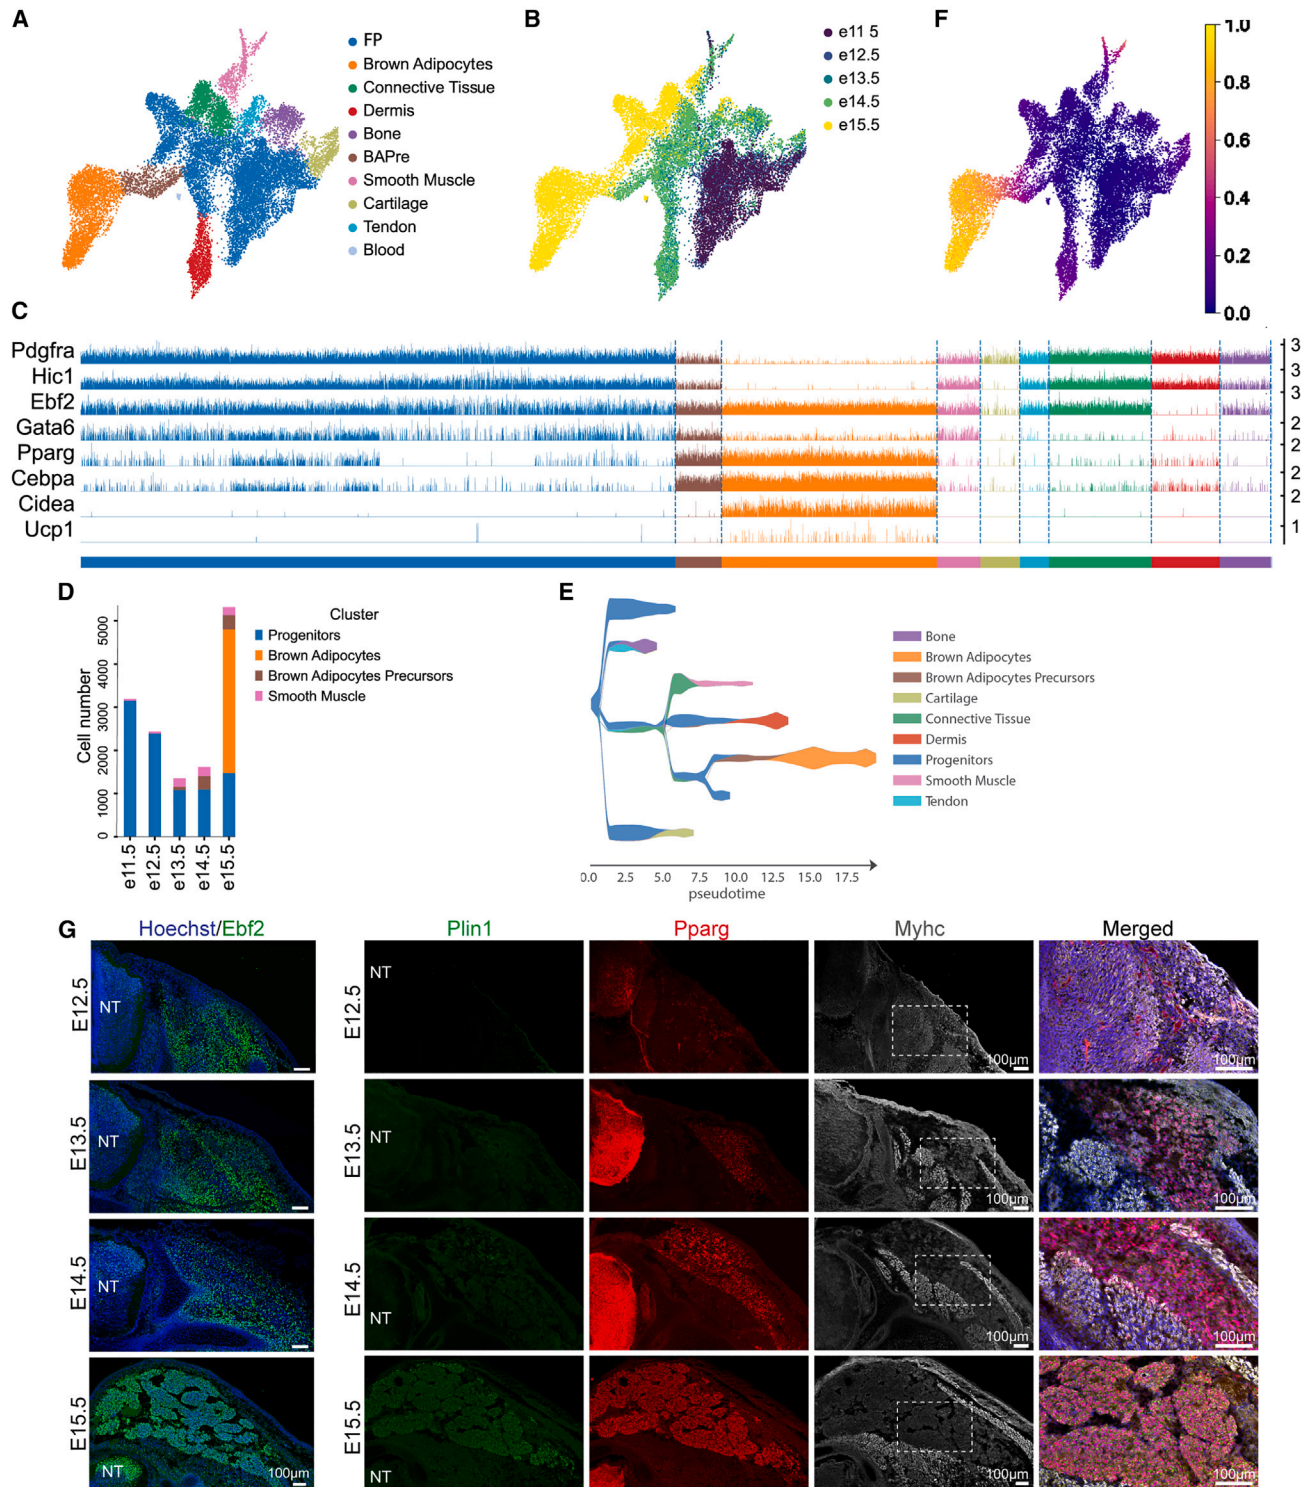 A
FP
Brown Adipocytes
Connective Tissue
Dermis
Bone
BAPre
Smooth Muscle
Cartilage
Tendon
Blood
B
e11 5
e12.5
e13.5
e14.5
e15.5
F
1.0
0.8
0.6
0.4
0.2
0.0
C
Pdgfra
3
Hic1
3
Ebf2
3
Gata6
2
Pparg
2
Cebpa
2
Cidea
2
Ucp1
1
D
Cell number
5000
4000
3000
2000
1000
0
e11.5
e12.5
e13.5
e14.5
e15.5
Cluster
Progenitors
Brown Adipocytes
Brown Adipocytes Precursors
Smooth Muscle
E
Bone
Brown Adipocytes
Brown Adipocytes Precursors
Cartilage
Connective Tissue
Dermis
Progenitors
Smooth Muscle
Tendon
0.0 2.5 5.0 7.5 10.0 12.5 15.0 17.5
pseudotime
G
Hoechst/Ebf2 Plin1 Pparg Myhc Merged
E12.5
NT
E12.5
NT
100µm
100µm
E13.5
NT
E13.5
NT
100µm
100µm
E14.5
NT
E14.5
NT
100µm
100µm
E15.5
NT
100µm
E15.5
NT
100µm
100µm